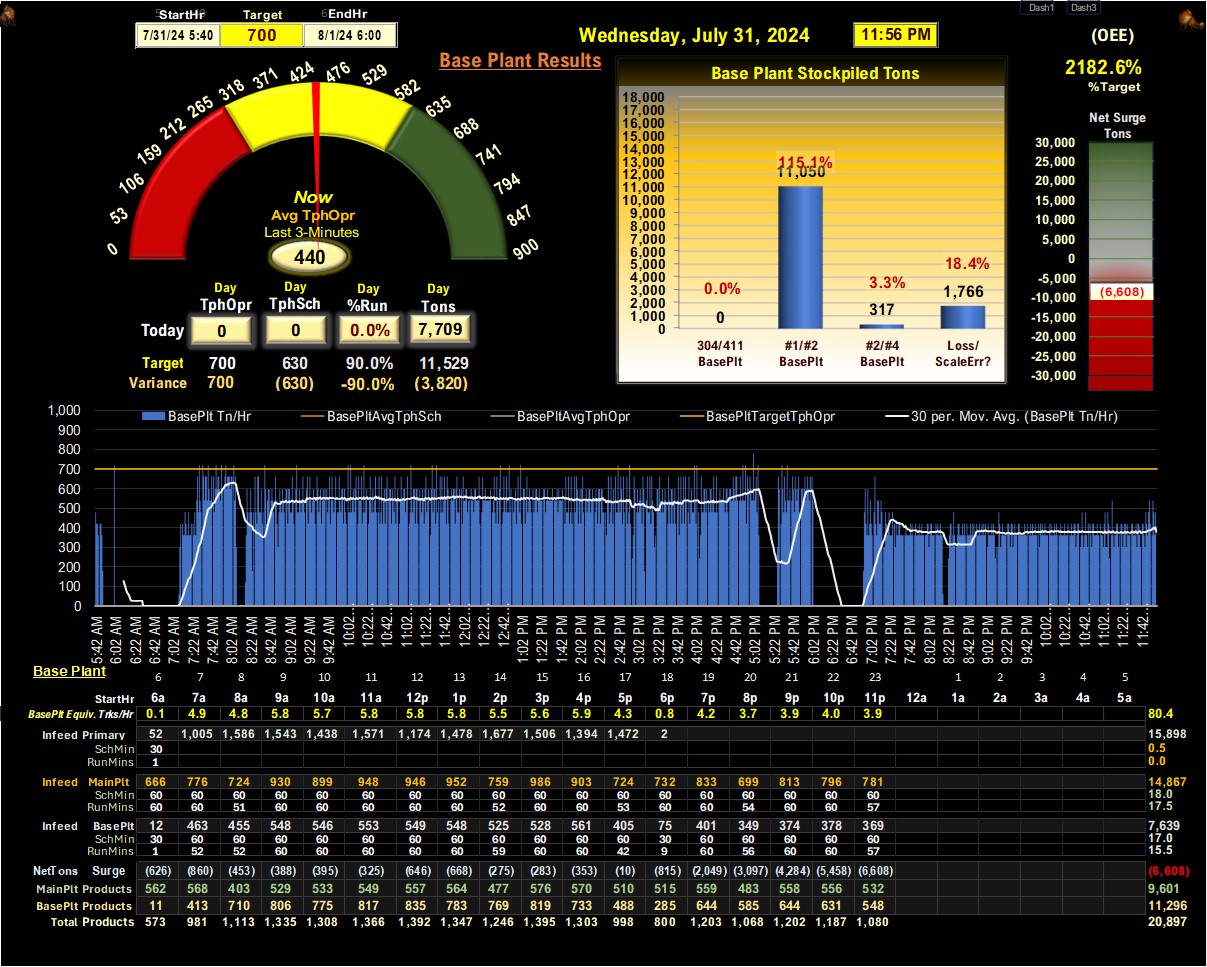 Dash1 Dash3
StartHr Target EndHr
7/31/24 5:40 700 8/1/24 6:00
Wednesday, July 31, 2024 11:56 PM
(OEE)
2182.6%
%Target
Base Plant Results
0 53 106 159 212 265 318 371 424 476 529 582 635 688 741 794 847 900
Now
Avg TphOpr
Last 3-Minutes
440
Day Day Day Day
TphOpr TphSch %Run Tons
Today 0 0 0.0% 7,709
Target 700 630 90.0% 11,529
Variance 700 (630) -90.0% (3,820)
Base Plant Stockpiled Tons
18,000
17,000
16,000
15,000
14,000
13,000
12,000
11,000
10,000
9,000
8,000
7,000
6,000
5,000
4,000
3,000
2,000
1,000
0
0.0% 115.1% 3.3% 18.4%
0 11,050 317 1,766
304/411 #1/#2 #2/#4 Loss/
BasePlt BasePlt BasePlt ScaleErr?
Net Surge
Tons
30,000
25,000
20,000
15,000
10,000
5,000
0
-5,000
-10,000
-15,000
-20,000
-25,000
-30,000
(6,608)
BasePlt Tn/Hr BasePltAvgTphSch BasePltAvgTphOpr BasePltTargetTphOpr 30 per. Mov. Avg. (BasePlt Tn/Hr)
1,000
900
800
700
600
500
400
300
200
100
0
5:42 AM 6:02 AM 6:22 AM 6:42 AM 7:02 AM 7:22 AM 7:42 AM 8:02 AM 8:22 AM 8:42 AM 9:02 AM 9:22 AM 9:42 AM 10:02… 10:22… 10:42… 11:02… 11:22… 11:42… 12:02… 12:22… 12:42… 1:02 PM 1:22 PM 1:42 PM 2:02 PM 2:22 PM 2:42 PM 3:02 PM 3:22 PM 3:42 PM 4:02 PM 4:22 PM 4:42 PM 5:02 PM 5:22 PM 5:42 PM 6:02 PM 6:22 PM 6:42 PM 7:02 PM 7:22 PM 7:42 PM 8:02 PM 8:22 PM 8:42 PM 9:02 PM 9:22 PM 9:42 PM 10:02… 10:22… 10:42… 11:02… 11:22… 11:42…
Base Plant
6 7 8 9 10 11 12 13 14 15 16 17 18 19 20 21 22 23 1 2 3 4 5
StartHr 6a 7a 8a 9a 10a 11a 12p 1p 2p 3p 4p 5p 6p 7p 8p 9p 10p 11p 12a 1a 2a 3a 4a 5a
BasePlt Equiv. Trks/Hr 0.1 4.9 4.8 5.8 5.7 5.8 5.8 5.8 5.5 5.6 5.9 4.3 0.8 4.2 3.7 3.9 4.0 3.9 80.4
Infeed Primary 52 1,005 1,586 1,543 1,438 1,571 1,174 1,478 1,677 1,506 1,394 1,472 2 15,898
SchMin 30 0.5
RunMins 1 0.0
Infeed MainPlt 666 776 724 930 899 948 946 952 759 986 903 724 732 833 699 813 796 781 14,867
SchMin 60 60 60 60 60 60 60 60 60 60 60 60 60 60 60 60 60 60 18.0
RunMins 60 60 51 60 60 60 60 60 52 60 60 53 60 60 54 60 60 57 17.5
Infeed BasePlt 12 463 455 548 546 553 549 548 525 528 561 405 75 401 349 374 378 369 7,639
SchMin 30 60 60 60 60 60 60 60 60 60 60 60 30 60 60 60 60 60 17.0
RunMins 1 52 52 60 60 60 60 60 59 60 60 42 9 60 56 60 60 57 15.5
NetTons Surge (626) (860) (453) (388) (395) (325) (646) (668) (275) (283) (353) (10) (815) (2,049) (3,097) (4,284) (5,458) (6,608) (6,608)
MainPlt Products 562 568 403 529 533 549 557 564 477 576 570 510 515 559 483 558 556 532 9,601
BasePlt Products 11 413 710 806 775 817 835 783 769 819 733 488 285 644 585 644 631 548 11,296
Total Products 573 981 1,113 1,335 1,308 1,366 1,392 1,347 1,246 1,395 1,303 998 800 1,203 1,068 1,202 1,187 1,080 20,897